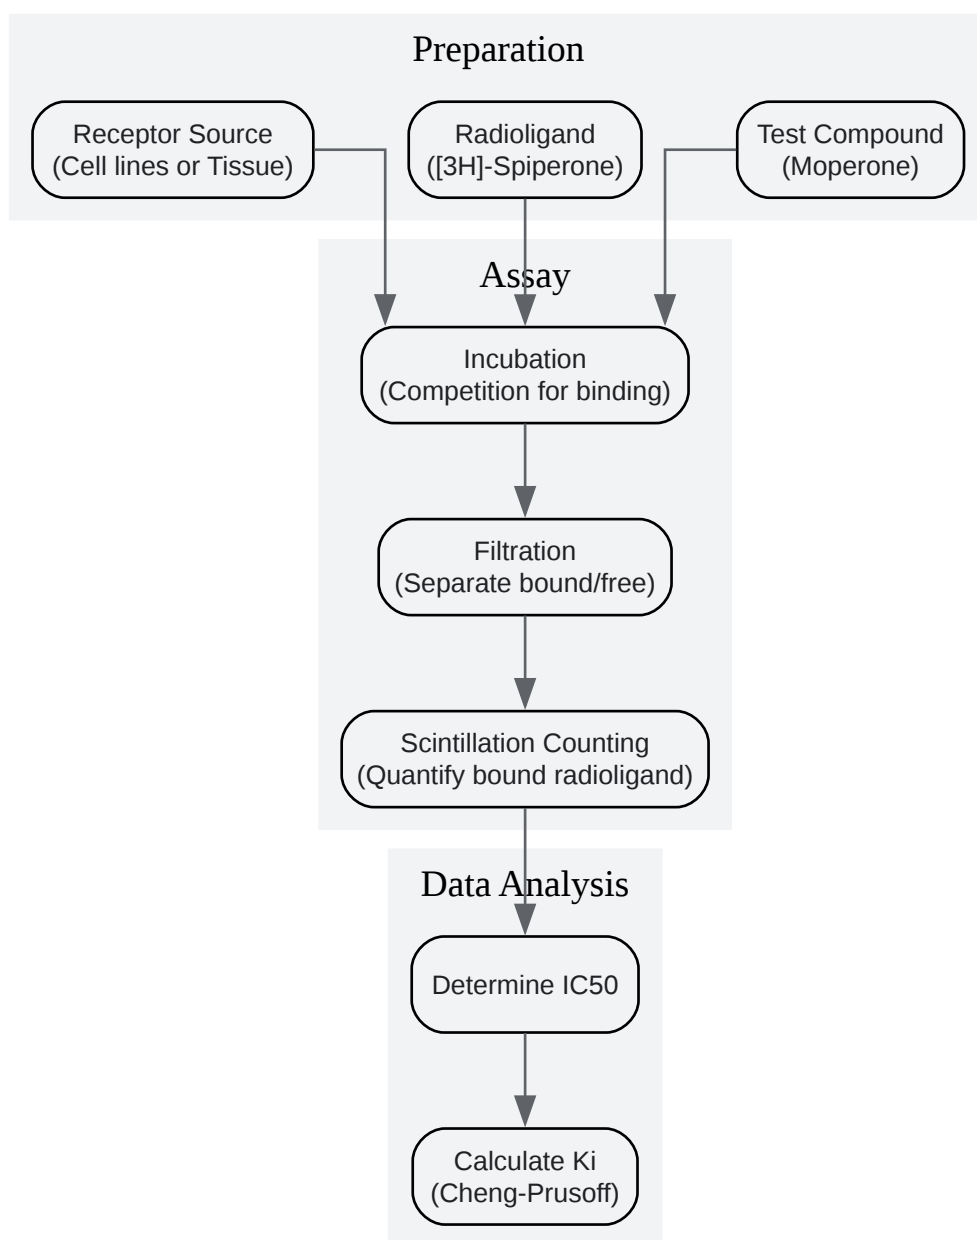 Preparation
Receptor Source
(Cell lines or Tissue)
Radioligand
([3H]-Spiperone)
Test Compound
(Moperone)
Assay
Incubation
(Competition for binding)
Filtration
(Separate bound/free)
Scintillation Counting
(Quantify bound radioligand)
Data Analysis
Determine IC50
Calculate Ki
(Cheng-Prusoff)